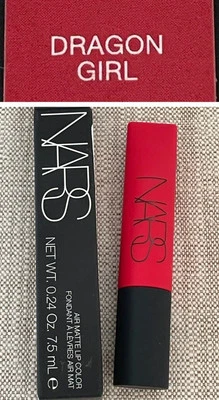 DRAGON
GIRL
NARS
AIR MATTE LIP COLOR
FONDANT À LÈVRES AIR MAT
NET WT. 0.24 Oz. 7.5 mL e
NARS